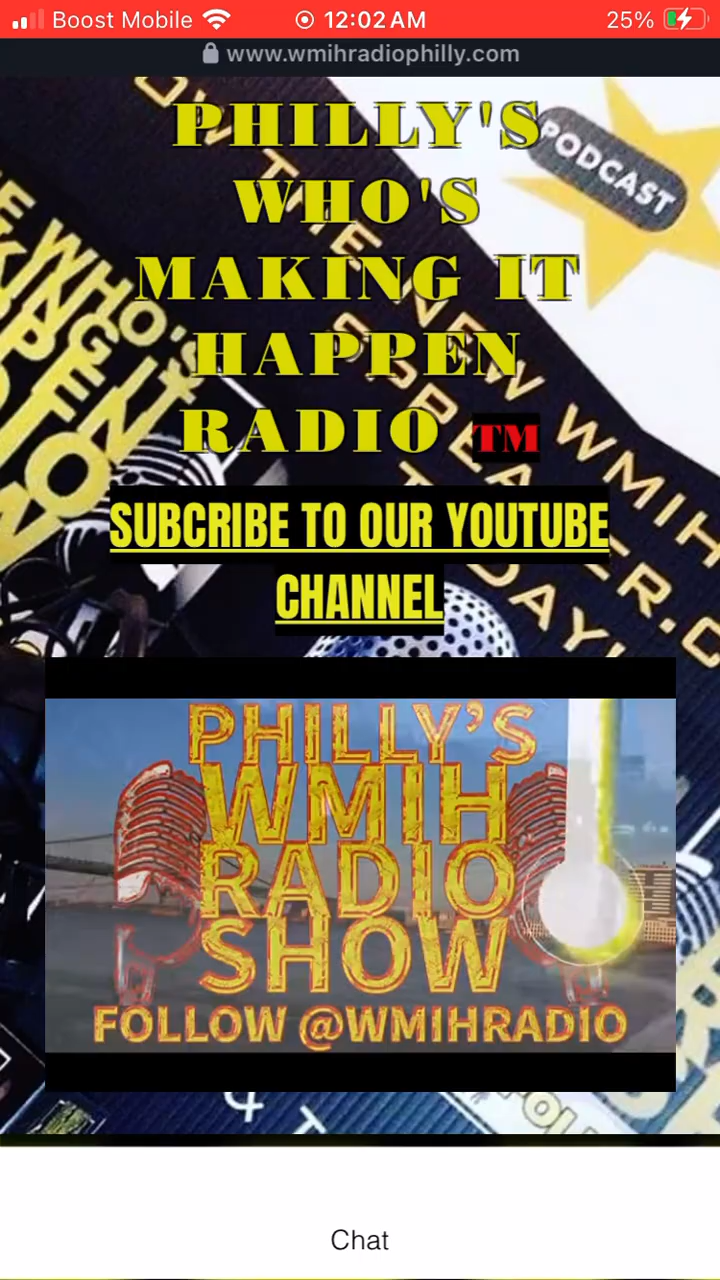 Boost Mobile 12:02 AM 25%
www.wmihradiophilly.com
PHILLY'S
WHO'S
MAKING IT
HAPPEN
RADIO TM
PODCAST
SUBCRIBE TO OUR YOUTUBE
CHANNEL
PHILLY'S
WMIH
RADIO
SHOW
FOLLOW @WMIHRADIO
Chat